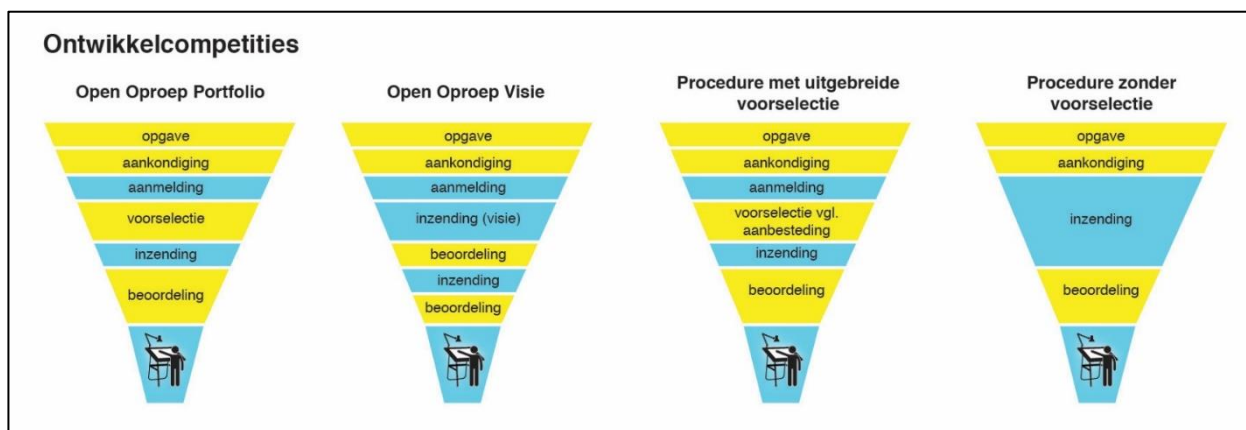 Ontwikkelcompetities
Open Oproep Portfolio
opgave
aankondiging
aanmelding
voorselectie
inzending
beoordeling
Open Oproep Visie
opgave
aankondiging
aanmelding
inzending (visie)
beoordeling
inzending
beoordeling
Procedure met uitgebreide
voorselectie
opgave
aankondiging
aanmelding
voorselectie vgl.
aanbesteding
inzending
beoordeling
Procedure zonder
voorselectie
opgave
aankondiging
inzending
beoordeling